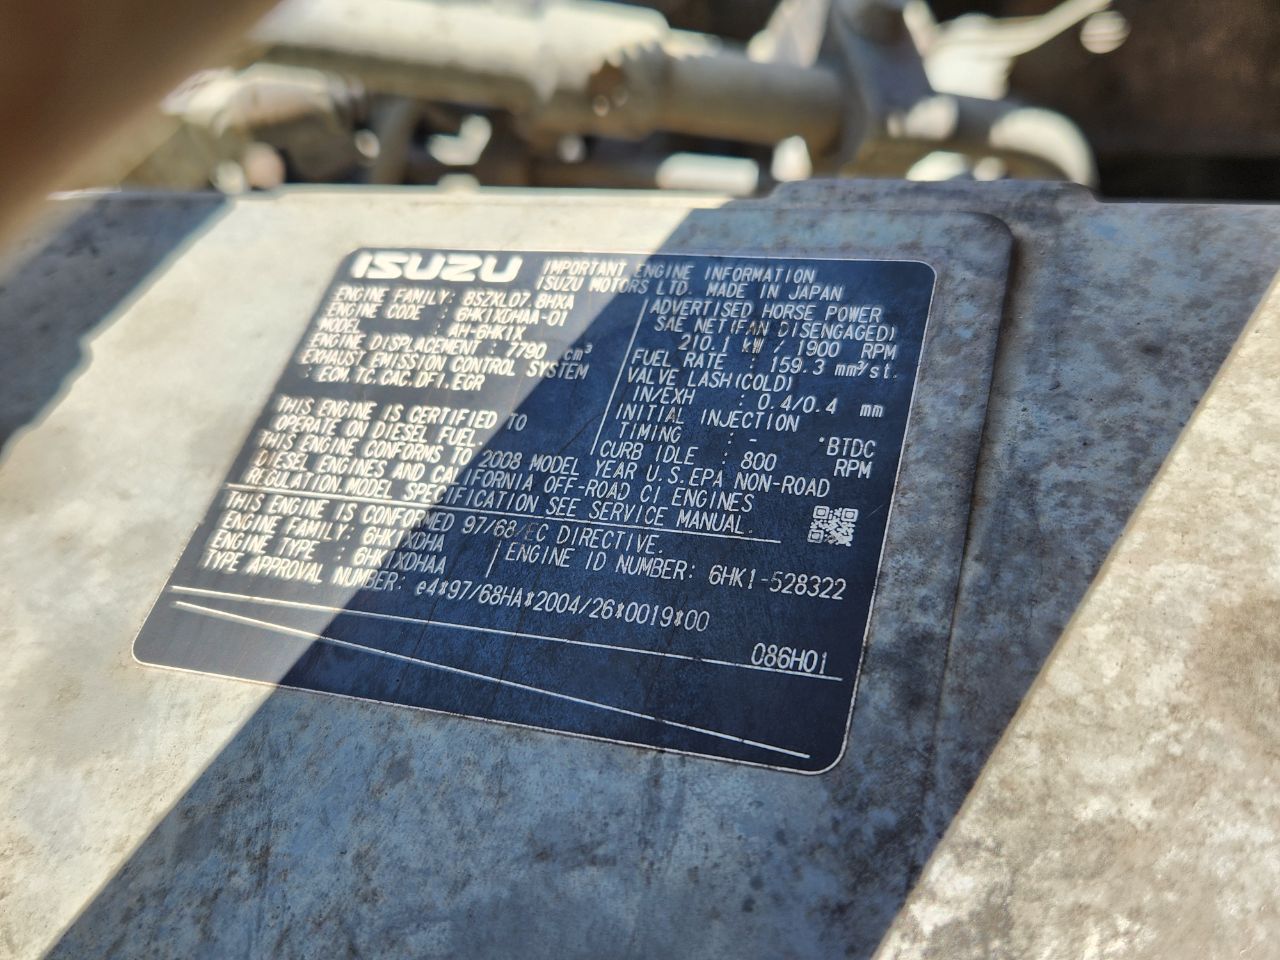 ISUZU
IMPORTANT ENGINE INFORMATION
ISUZU MOTORS LTD. MADE IN JAPAN
ENGINE FAMILY: 8SZXL07.8HXA
ENGINE CODE : 6HK1XDHAA-01
MODEL : AH-6HK1X
ENGINE DISPLACEMENT : 7790 cm³
EXHAUST EMISSION CONTROL SYSTEM
: ECM,TC,CAC,DFI,EGR
ADVERTISED HORSE POWER
SAE NET(FAN DISENGAGED)
210.1 kW / 1900 RPM
FUEL RATE : 159.3 mm³/st.
VALVE LASH(COLD)
IN/EXH : 0.4/0.4 mm
INITIAL INJECTION
TIMING : - °BTDC
CURB IDLE : 800 RPM
THIS ENGINE IS CERTIFIED TO
OPERATE ON DIESEL FUEL.
THIS ENGINE CONFORMS TO 2008 MODEL YEAR U.S.EPA NON-ROAD
DIESEL ENGINES AND CALIFORNIA OFF-ROAD CI ENGINES
REGULATION.MODEL SPECIFICATION SEE SERVICE MANUAL.
THIS ENGINE IS CONFORMED 97/68/EC DIRECTIVE.
ENGINE FAMILY: 6HK1XDHA
ENGINE TYPE : 6HK1XDHAA
ENGINE ID NUMBER: 6HK1-528322
TYPE APPROVAL NUMBER: e4*97/68HA*2004/26*0019*00
086H01